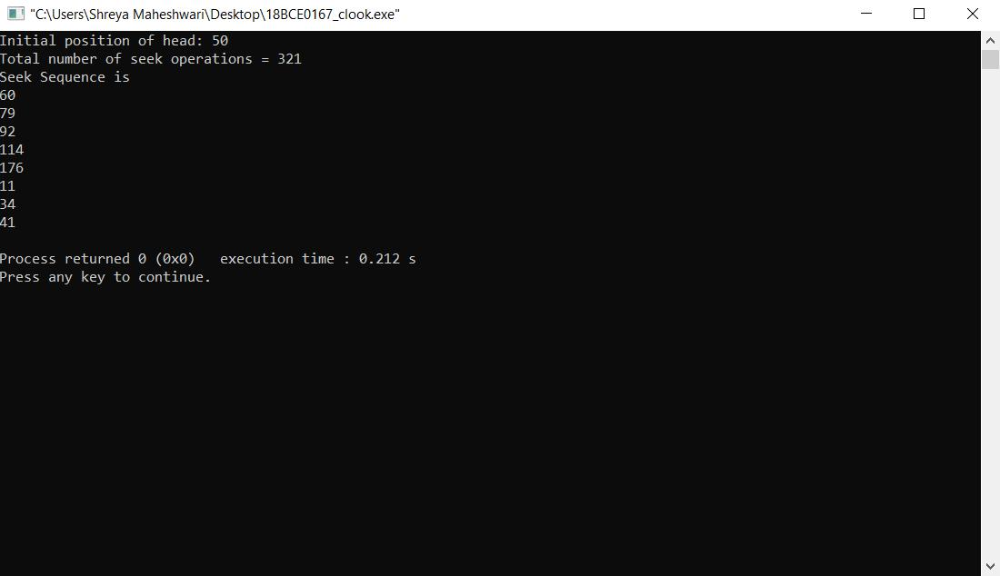 "C:\Users\Shreya Maheshwari\Desktop\18BCE0167_clook.exe"
Initial position of head: 50
Total number of seek operations = 321
Seek Sequence is
60
79
92
114
176
11
34
41
Process returned 0 (0x0)   execution time : 0.212 s
Press any key to continue.